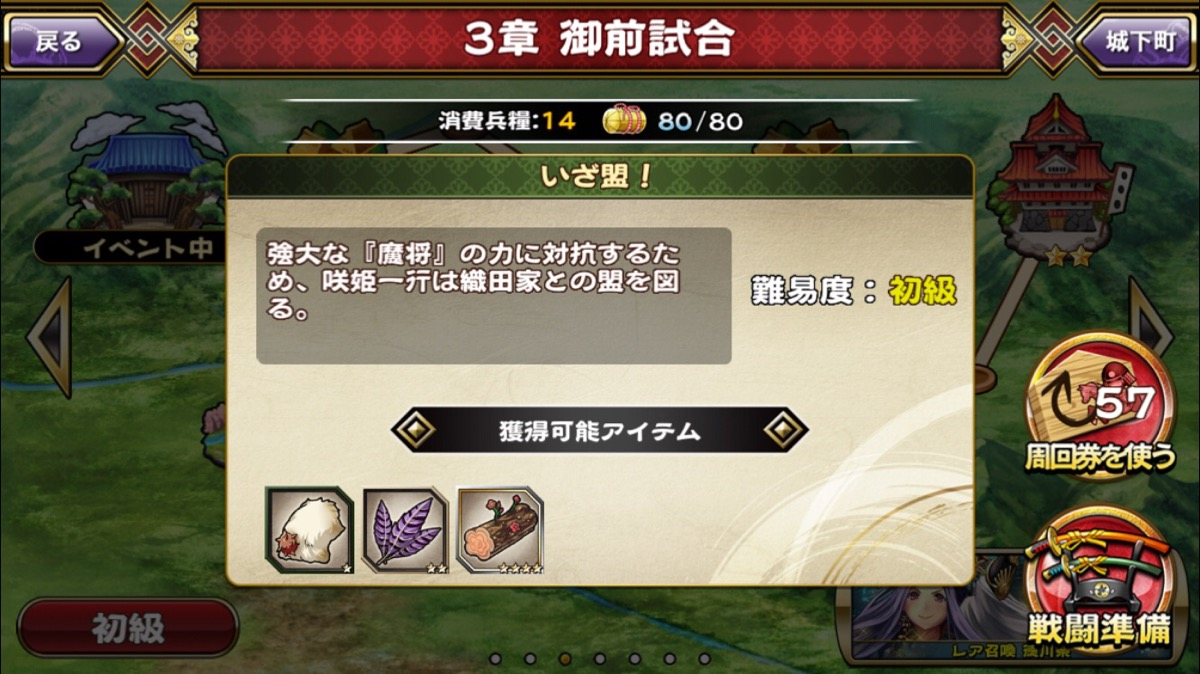 戻る
3章 御前試合
城下町
消費兵糧:14 80/80
いざ盟！
イベント中
強大な『魔将』の力に対抗するた
め、咲姫一行は織田家との盟を図
る。
難易度：初級
57
周回券を使う
獲得可能アイテム
初級
戦闘準備
レア召喚